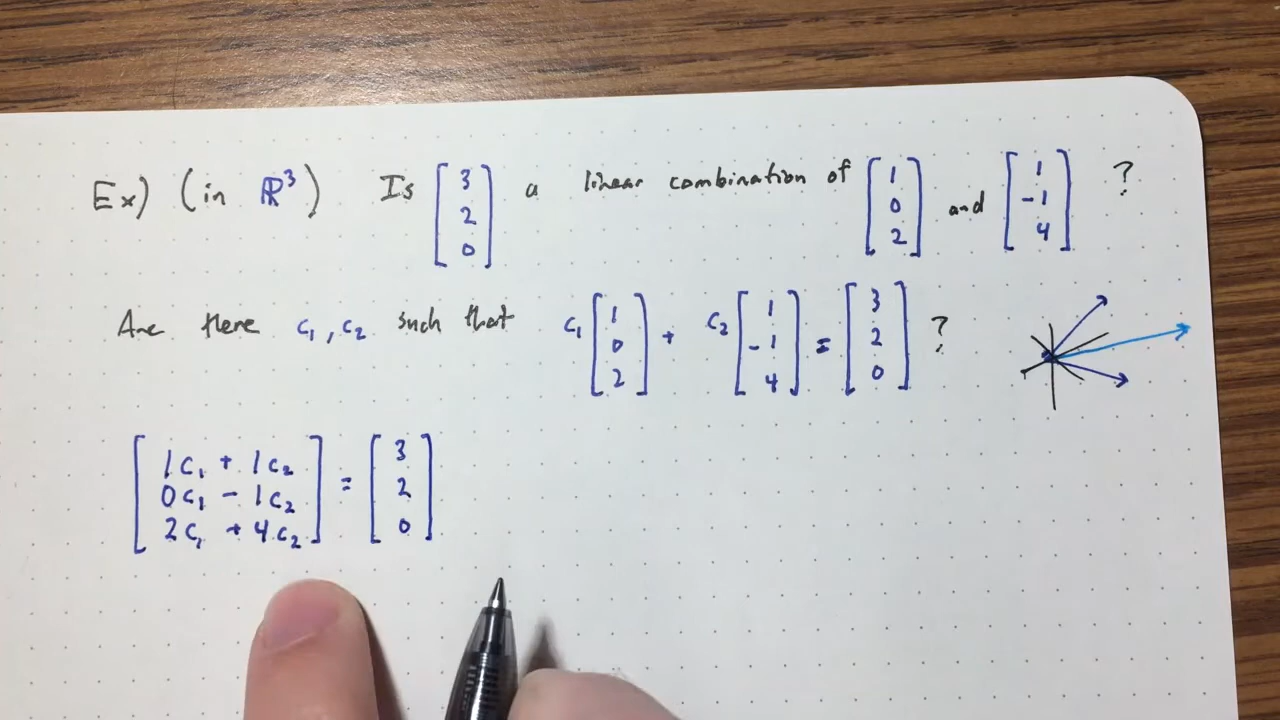 Ex) (in ℝ³) Is [3 2 0] a linear combination of [1 0 2] and [1 -1 4] ?
Are there c₁, c₂ such that c₁[1 0 2] + c₂[1 -1 4] = [3 2 0] ?
[1c₁ + 1c₂
0c₁ - 1c₂
2c₁ + 4c₂] = [3 2 0]